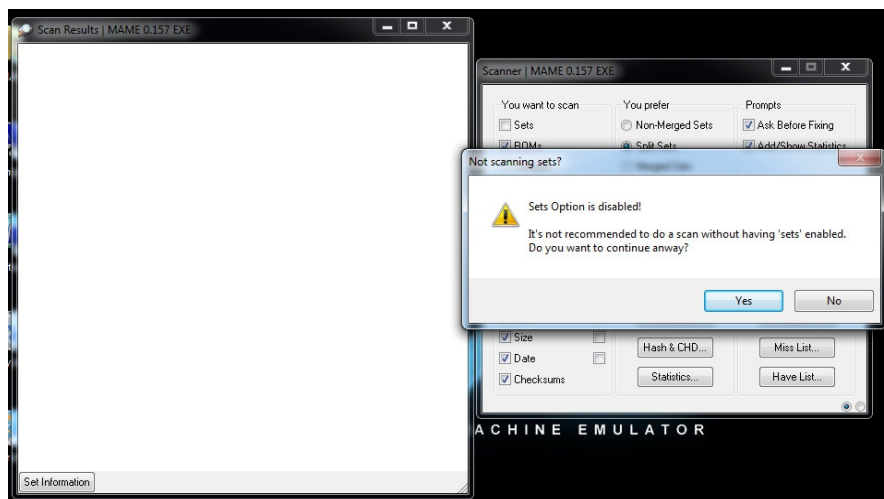 Scan Results | MAME 0.157 EXE
Scanner | MAME 0.157 EXE
You want to scan
You prefer
Prompts
Sets
Non-Merged Sets
Ask Before Fixing
ROMs
Split Sets
Add/Show Statistics
Not scanning sets?
Sets Option is disabled!
It's not recommended to do a scan without having 'sets' enabled.
Do you want to continue anway?
Yes
No
Size
Date
Checksums
Hash & CHD...
Statistics...
Miss List...
Have List...
ACHINE EMULATOR
Set Information